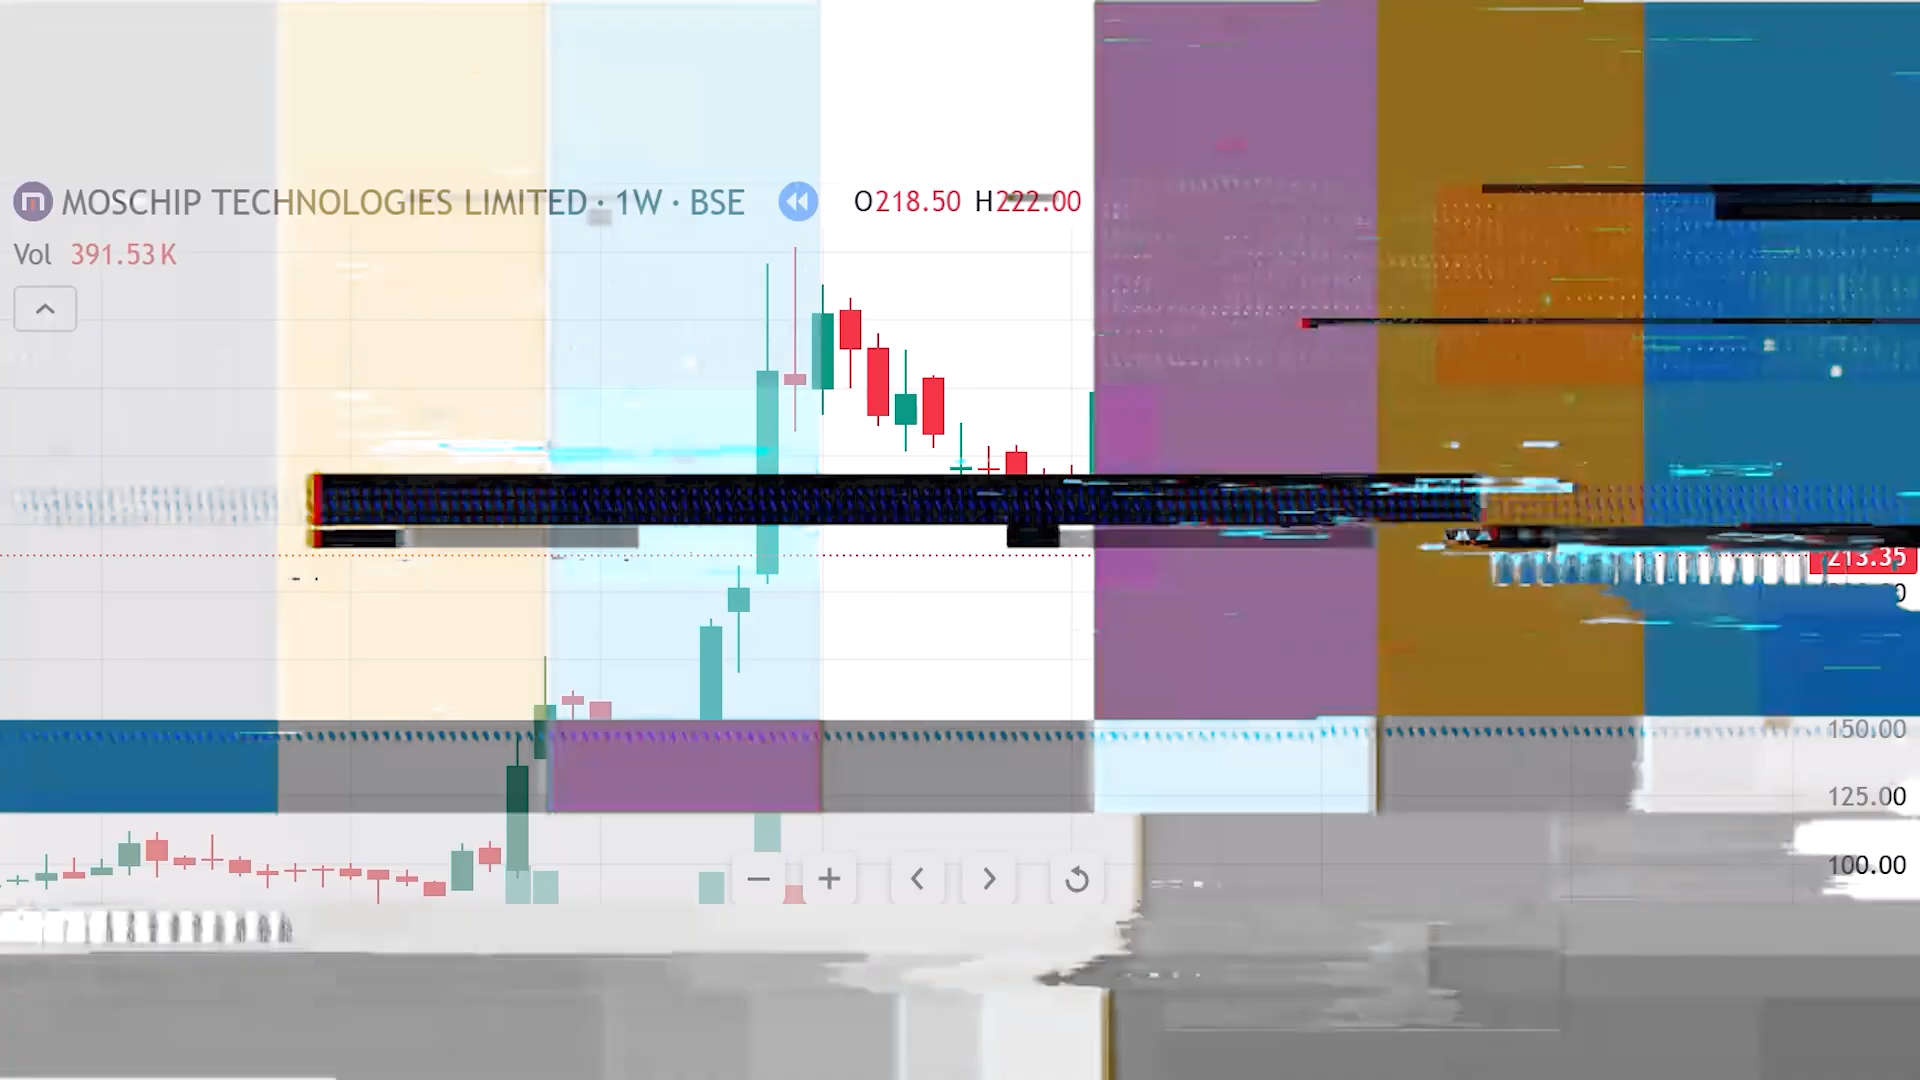 MOSCHIP TECHNOLOGIES LIMITED · 1W · BSE O218.50 H222.00
Vol 391.53K
213.35
150.00
125.00
100.00